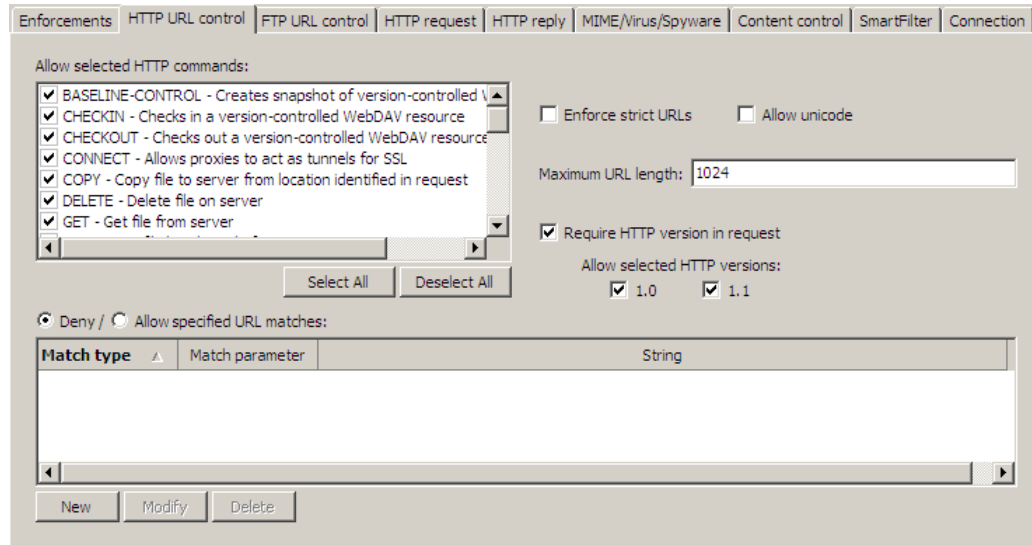 Enforcements HTTP URL control FTP URL control HTTP request HTTP reply MIME/Virus/Spyware Content control SmartFilter Connection
Allow selected HTTP commands:
BASELINE-CONTROL - Creates snapshot of version-controlled
CHECKIN - Checks in a version-controlled WebDAV resource
CHECKOUT - Checks out a version-controlled WebDAV resource
CONNECT - Allows proxies to act as tunnels for SSL
COPY - Copy file to server from location identified in request
DELETE - Delete file on server
GET - Get file from server
Select All Deselect All
Enforce strict URLs Allow unicode
Maximum URL length: 1024
Require HTTP version in request
Allow selected HTTP versions:
1.0 1.1
Deny / Allow specified URL matches:
Match type Match parameter String
New Modify Delete